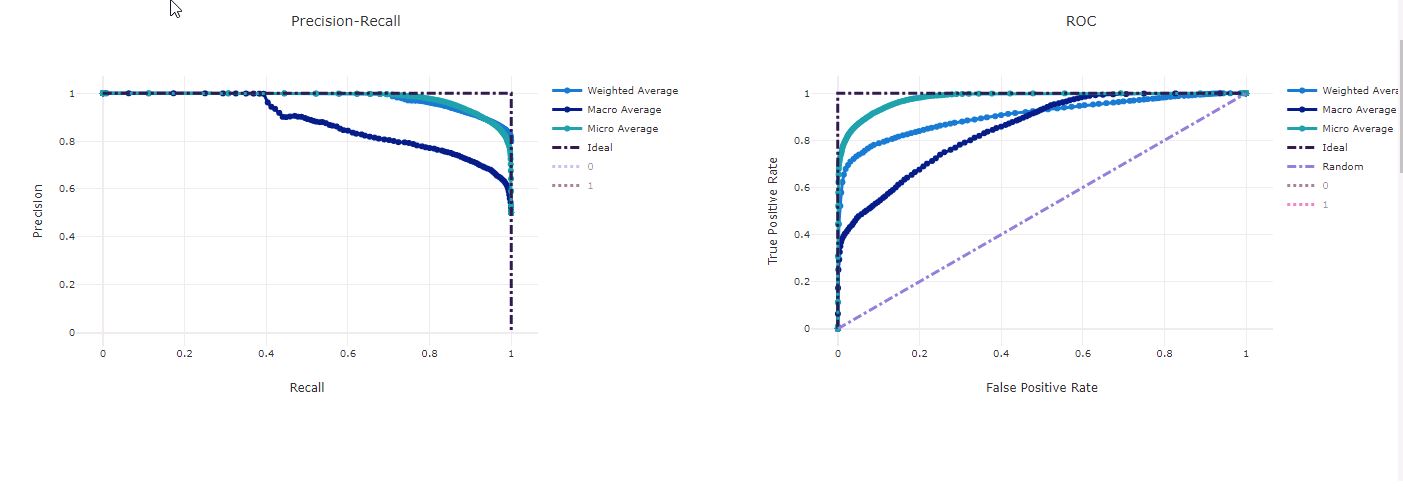 Precision-Recall
1
0.8
0.6
0.4
0.2
0
Precision
0 0.2 0.4 0.6 0.8 1
Recall
Weighted Average
Macro Average
Micro Average
Ideal
0
1
ROC
1
0.8
0.6
0.4
0.2
0
True Positive Rate
0 0.2 0.4 0.6 0.8 1
False Positive Rate
Weighted Avera
Macro Average
Micro Average
Ideal
Random
0
1